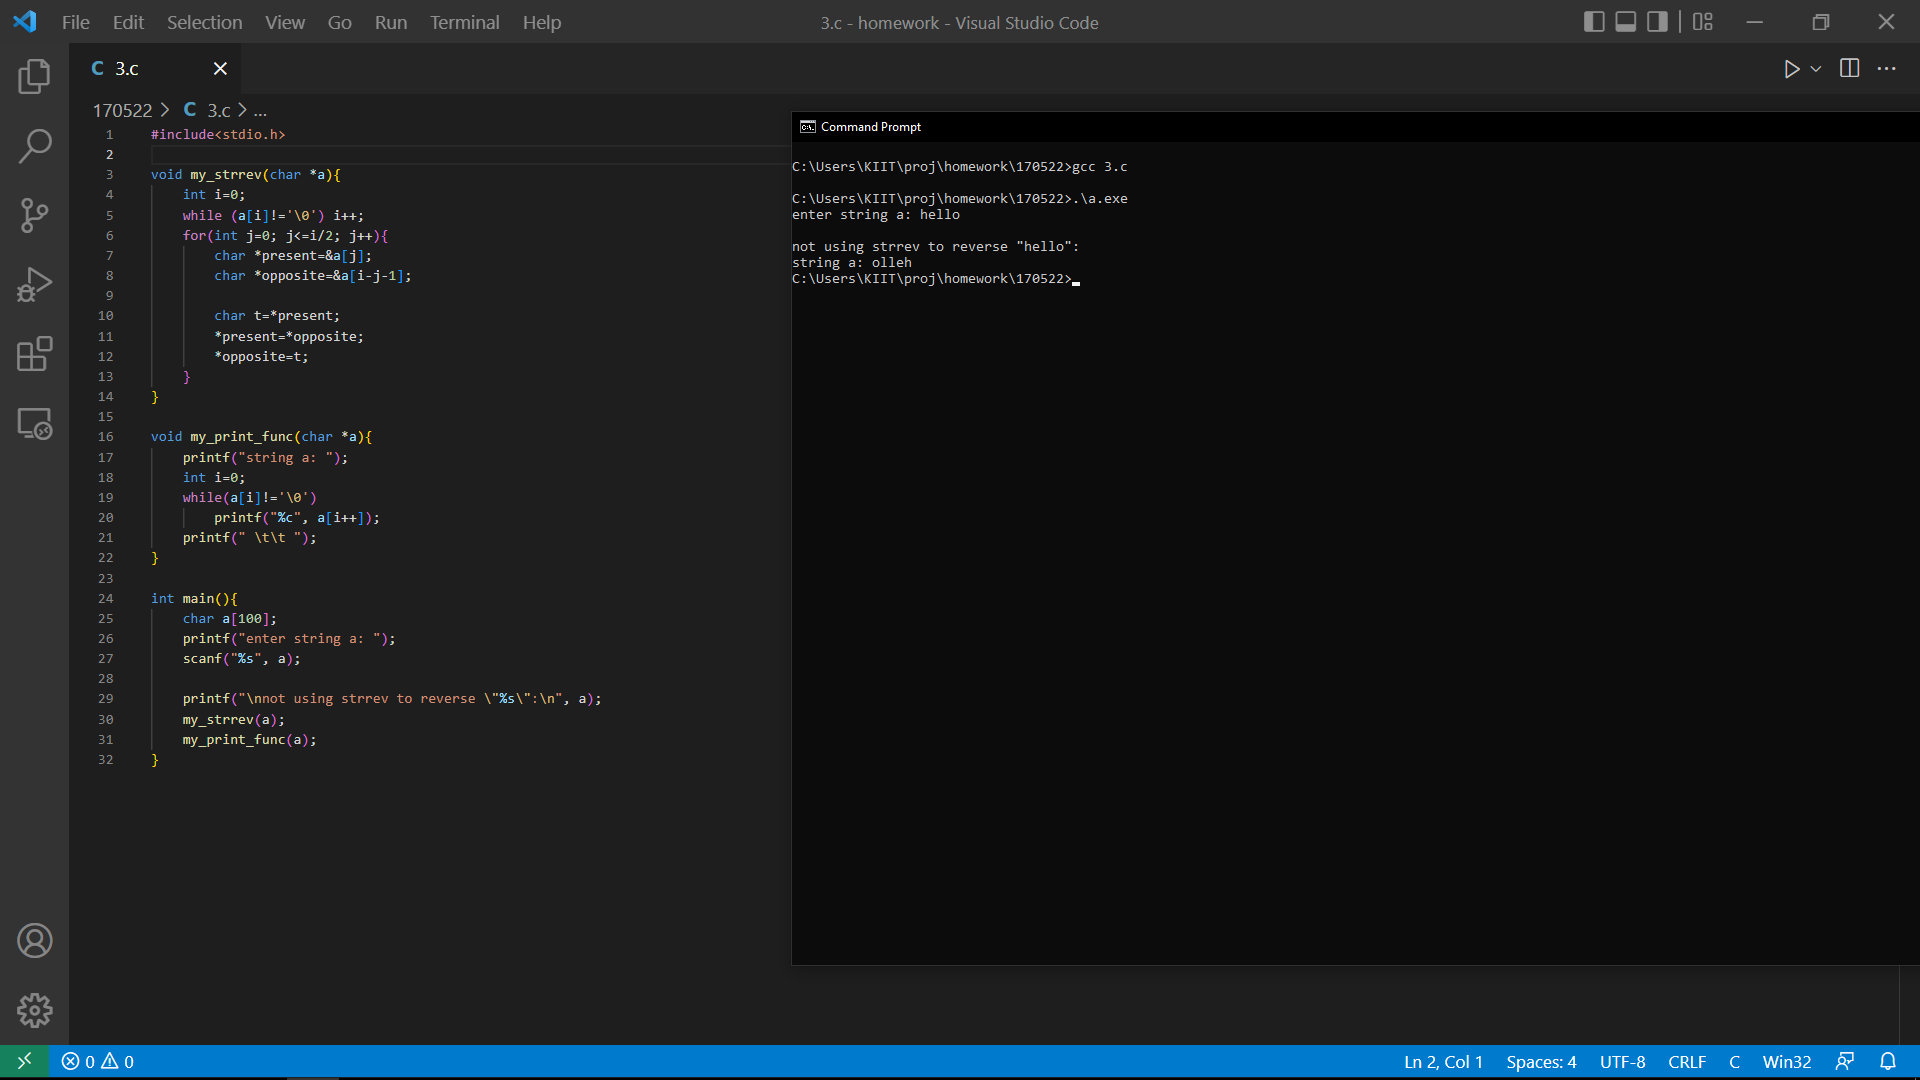 File Edit Selection View Go Run Terminal Help
3.c - homework - Visual Studio Code
C 3.c
170522 > C 3.c > ...
1 #include<stdio.h>
2
3 void my_strrev(char *a){
4     int i=0;
5     while (a[i]!='\0') i++;
6     for(int j=0; j<=i/2; j++){
7         char *present=&a[j];
8         char *opposite=&a[i-j-1];
9
10         char t=*present;
11         *present=*opposite;
12         *opposite=t;
13     }
14 }
15
16 void my_print_func(char *a){
17     printf("string a: ");
18     int i=0;
19     while(a[i]!='\0')
20         printf("%c", a[i++]);
21     printf(" \t\t ");
22 }
23
24 int main(){
25     char a[100];
26     printf("enter string a: ");
27     scanf("%s", a);
28
29     printf("\nnot using strrev to reverse \"%s\":\n", a);
30     my_strrev(a);
31     my_print_func(a);
32 }
Command Prompt
C:\Users\KIIT\proj\homework\170522>gcc 3.c
C:\Users\KIIT\proj\homework\170522>.\a.exe
enter string a: hello
not using strrev to reverse "hello":
string a: olleh
C:\Users\KIIT\proj\homework\170522>
0 0
Ln 2, Col 1 Spaces: 4 UTF-8 CRLF C Win32